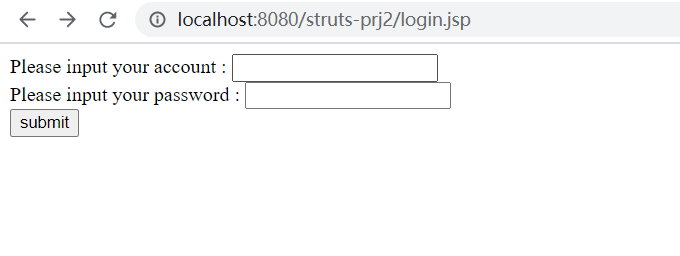 localhost:8080/struts-prj2/login.jsp
Please input your account :
Please input your password :
submit